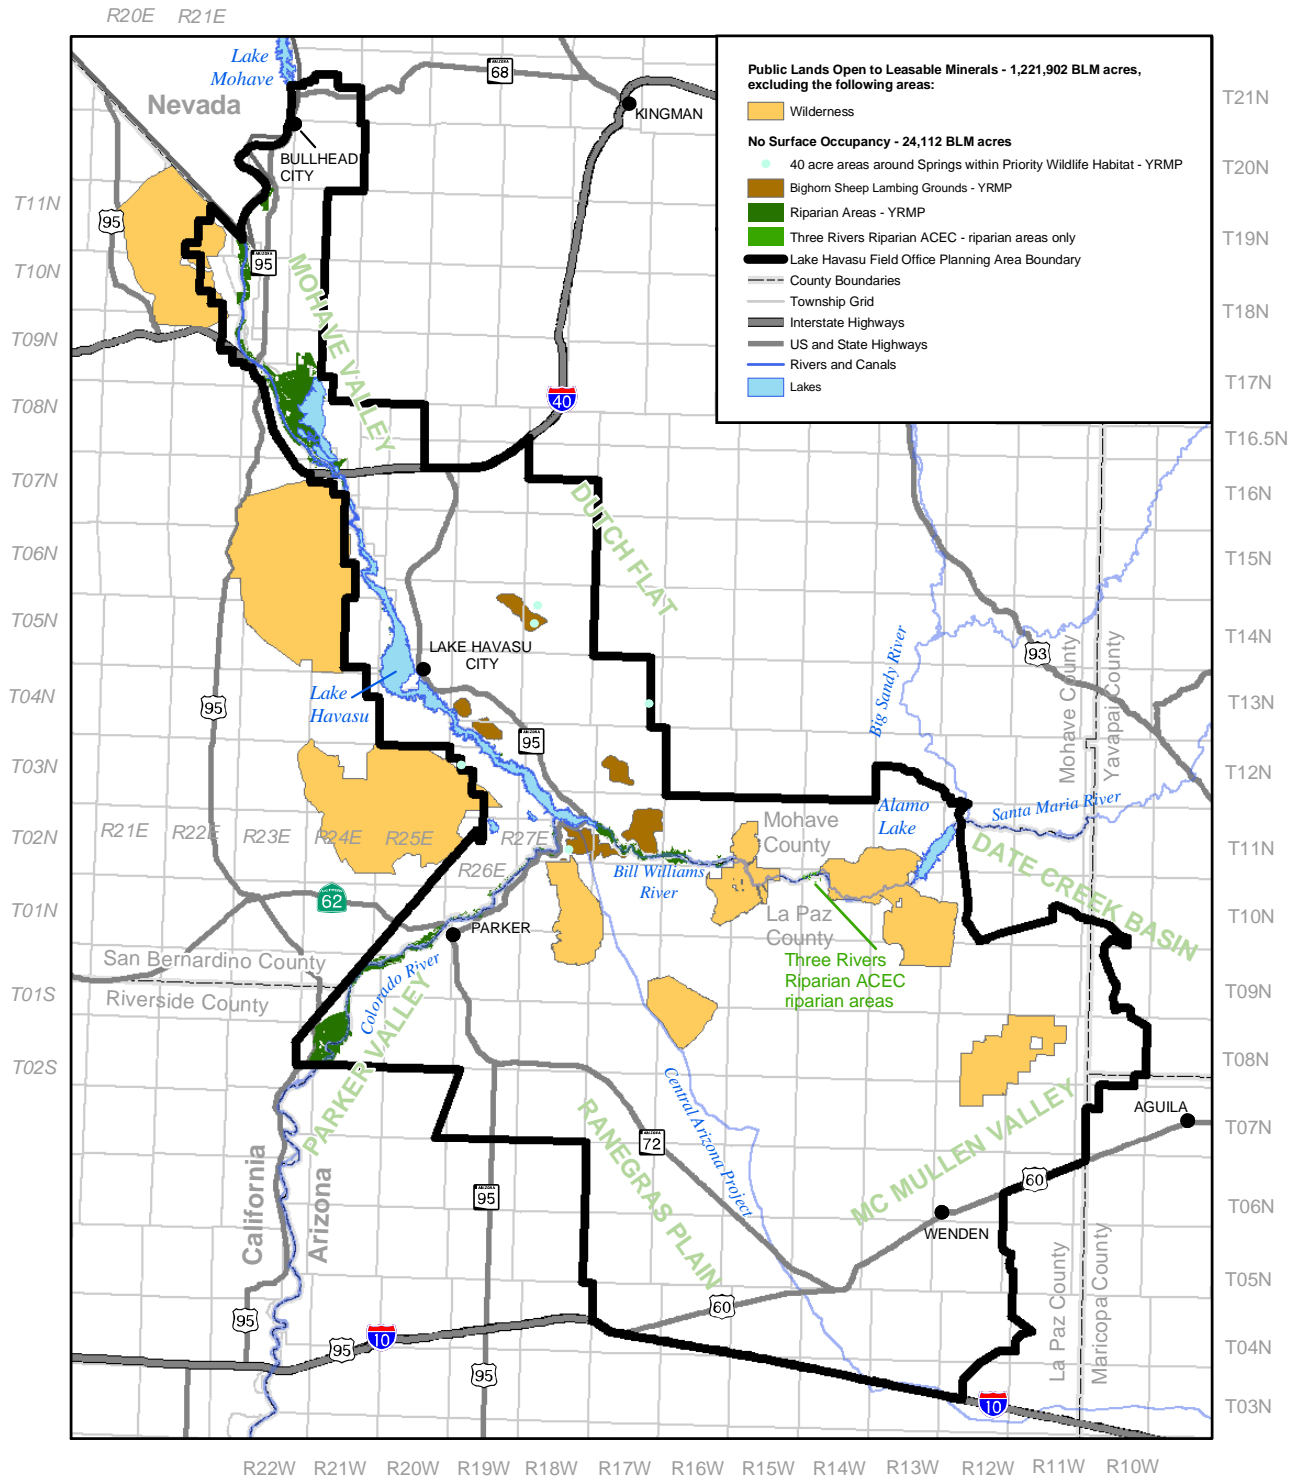 R20E R21E
Public Lands Open to Leasable Minerals - 1,221,902 BLM acres,
excluding the following areas:
Wilderness
No Surface Occupancy - 24,112 BLM acres
40 acre areas around Springs within Priority Wildlife Habitat - YRMP
Bighorn Sheep Lambing Grounds - YRMP
Riparian Areas - YRMP
Three Rivers Riparian ACEC - riparian areas only
Lake Havasu Field Office Planning Area Boundary
County Boundaries
Township Grid
Interstate Highways
US and State Highways
Rivers and Canals
Lakes
Lake
Mohave
Nevada
ARIZONA
68
KINGMAN
BULLHEAD
CITY
95
ARIZONA
95
MOHAVE VALLEY
40
DUTCH FLAT
LAKE HAVASU
CITY
Lake
Havasu
95
ARIZONA
95
93
Big Sandy River
Mohave County
Yavapai County
Santa Maria River
Alamo
Lake
Mohave
County
DATE CREEK BASIN
R21E R22E R23E R24E R25E R27E
R26E
Bill Williams
River
62
PARKER
La Paz
County
Three Rivers
Riparian ACEC
riparian areas
San Bernardino County
Riverside County
Colorado River
PARKER VALLEY
Central Arizona Project
RANEGRAS PLAIN
MC MULLEN VALLEY
AGUILA
ARIZONA
72
60
ARIZONA
95
WENDEN
California
Arizona
La Paz County
Maricopa County
60
95
10
95
95
10
T11N
T10N
T09N
T08N
T07N
T06N
T05N
T04N
T03N
T02N
T01N
T01S
T02S
T21N
T20N
T19N
T18N
T17N
T16.5N
T16N
T15N
T14N
T13N
T12N
T11N
T10N
T09N
T08N
T07N
T06N
T05N
T04N
T03N
R22W R21W R20W R19W R18W R17W R16W R15W R14W R13W R12W R11W R10W